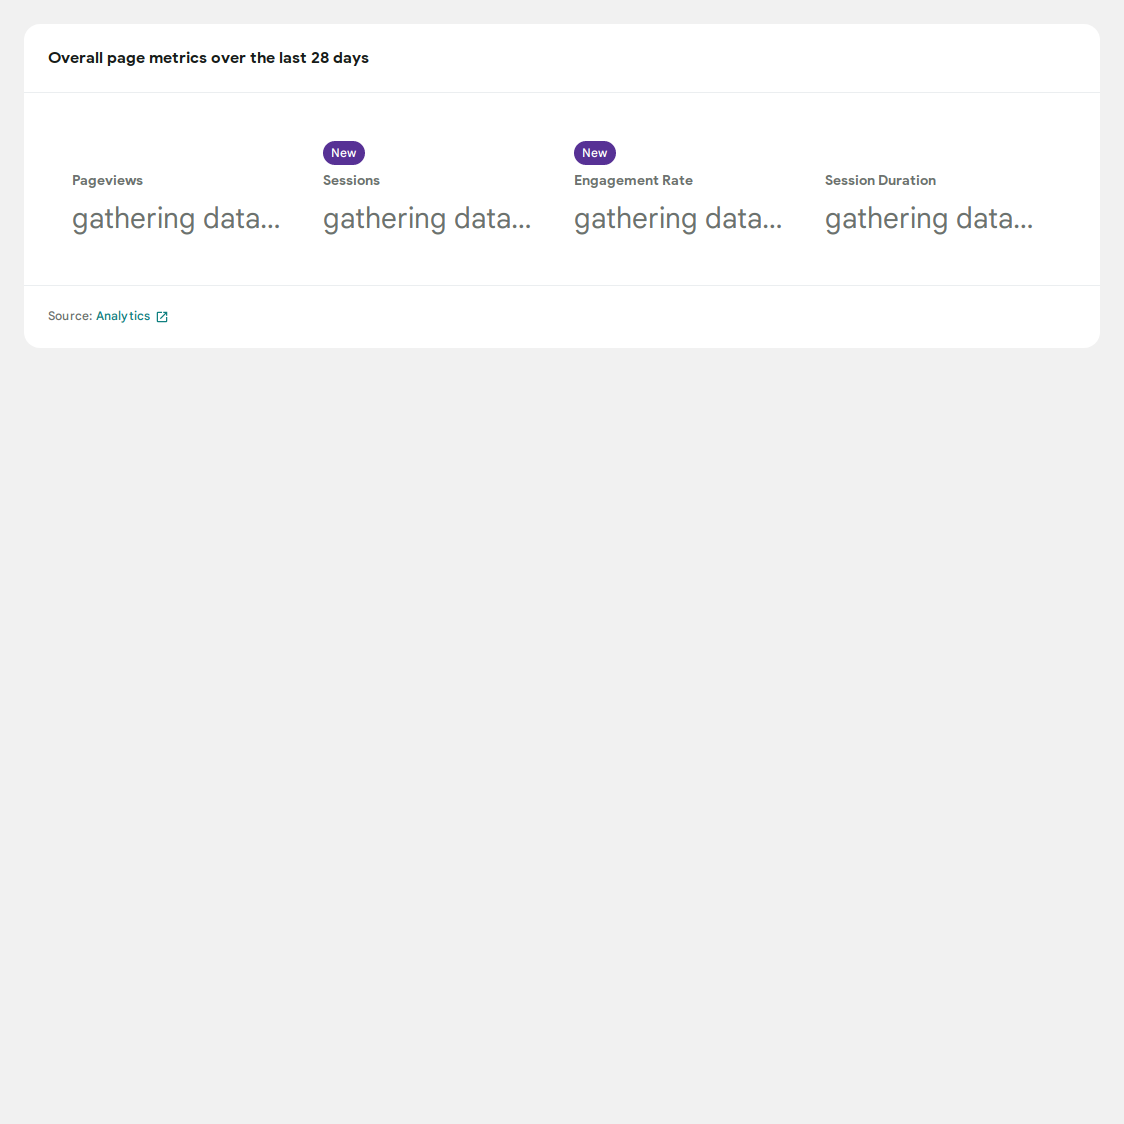 Overall page metrics over the last 28 days
Pageviews
gathering data...
New
Sessions
gathering data...
New
Engagement Rate
gathering data...
Session Duration
gathering data...
Source: Analytics